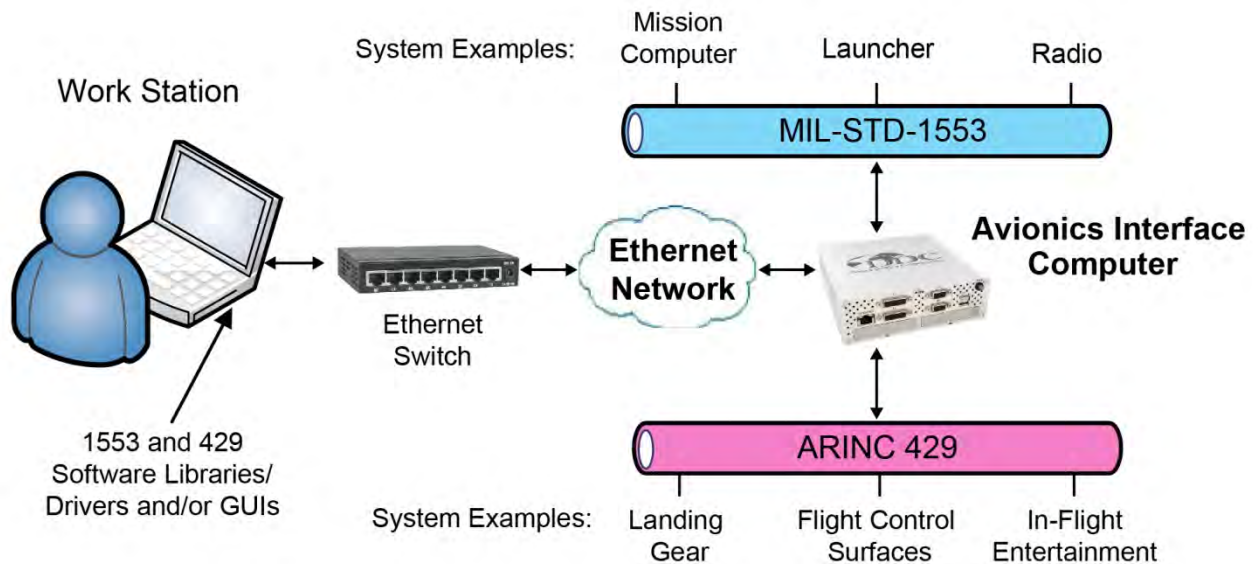 System Examples:
Mission
Computer
Launcher
Radio
Work Station
MIL-STD-1553
Ethernet
Network
Avionics Interface
Computer
Ethernet
Switch
1553 and 429
Software Libraries/
Drivers and/or GUIs
ARINC 429
System Examples:
Landing
Gear
Flight Control
Surfaces
In-Flight
Entertainment